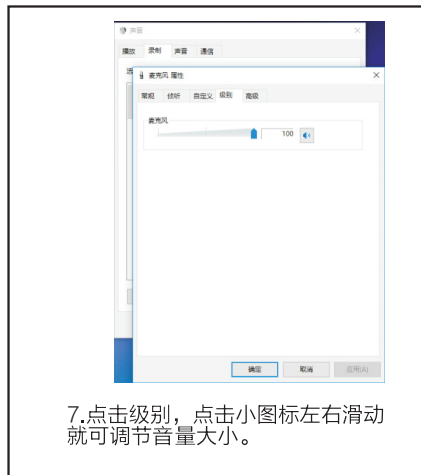 声音
播放 录制 声音 通信
选
麦克风 属性
常规 侦听 自定义 级别 高级
麦克风
100
确定 取消 应用(A)
7.点击级别，点击小图标左右滑动
就可调节音量大小。